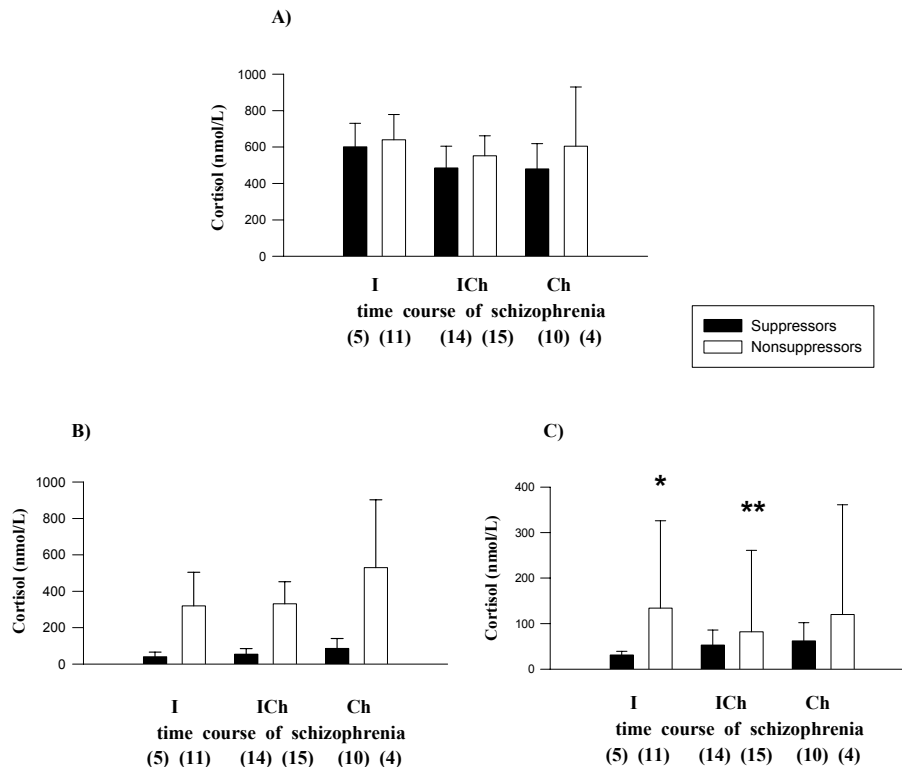 A)
1000
800
600
400
200
0
Cortisol (nmol/L)
I ICh Ch
time course of schizophrenia
(5) (11) (14) (15) (10) (4)
Suppressors
Nonsuppressors
B)
1000
800
600
400
200
0
Cortisol (nmol/L)
I ICh Ch
time course of schizophrenia
(5) (11) (14) (15) (10) (4)
C)
400
300
200
100
0
Cortisol (nmol/L)
*
**
I ICh Ch
time course of schizophrenia
(5) (11) (14) (15) (10) (4)